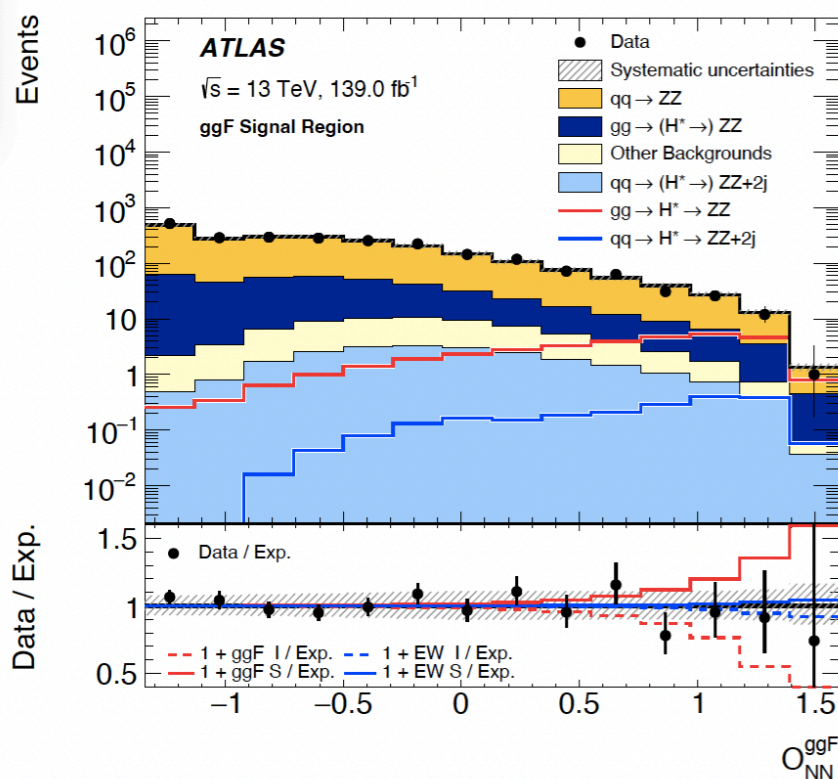 Events
10⁶
10⁵
10⁴
10³
10²
10
1
10⁻¹
10⁻²
ATLAS
√s = 13 TeV, 139.0 fb⁻¹
ggF Signal Region
Data
Systematic uncertainties
qq → ZZ
gg → (H* →) ZZ
Other Backgrounds
qq → (H* →) ZZ+2j
gg → H* → ZZ
qq → H* → ZZ+2j
Data / Exp.
1.5
1
0.5
Data / Exp.
1 + ggF I / Exp.
1 + EW I / Exp.
1 + ggF S / Exp.
1 + EW S / Exp.
−1 −0.5 0 0.5 1 1.5
O_NN^ggF